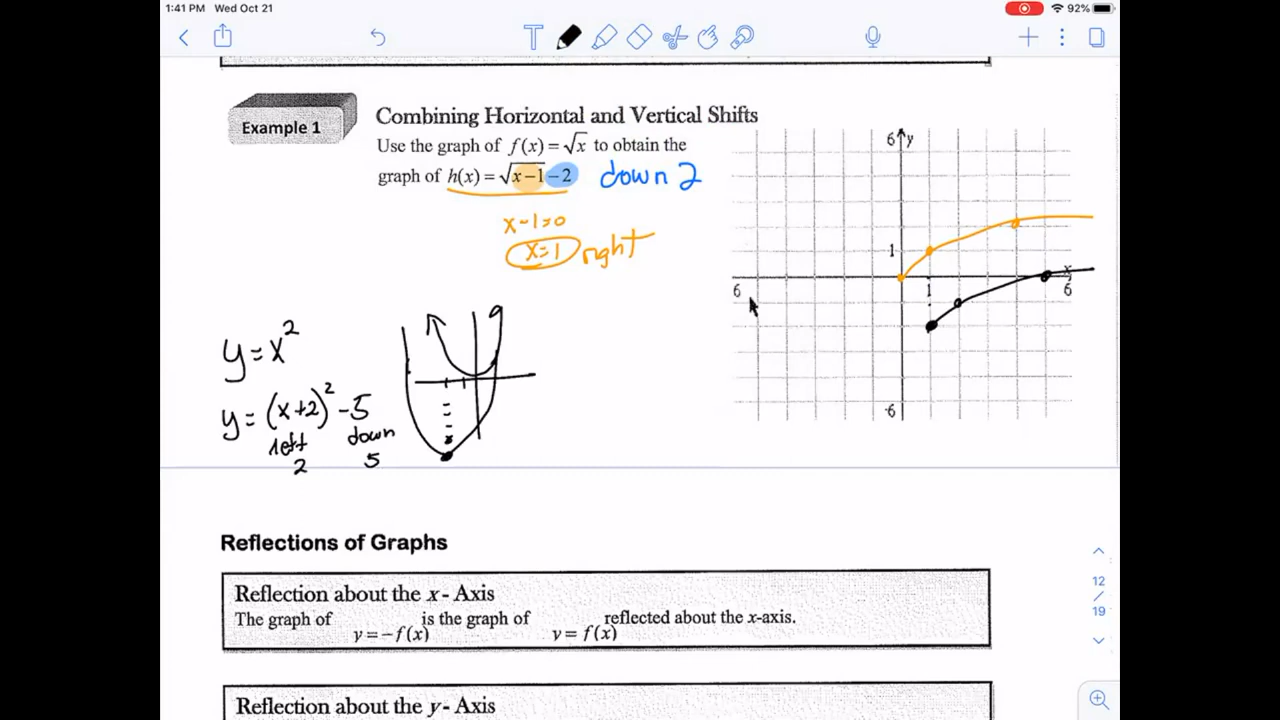 1:41 PM Wed Oct 21
92%
T
Example 1
Combining Horizontal and Vertical Shifts
Use the graph of f(x) = √x to obtain the
graph of h(x) = √x−1 −2
down 2
x−1=0
x=1 right
y=x²
y=(x+2)²−5
left down
2 5
6 y
1
6 1 x 6
-6
Reflections of Graphs
Reflection about the x - Axis
The graph of y=−f(x) is the graph of y=f(x) reflected about the x-axis.
Reflection about the y - Axis
12
/
19